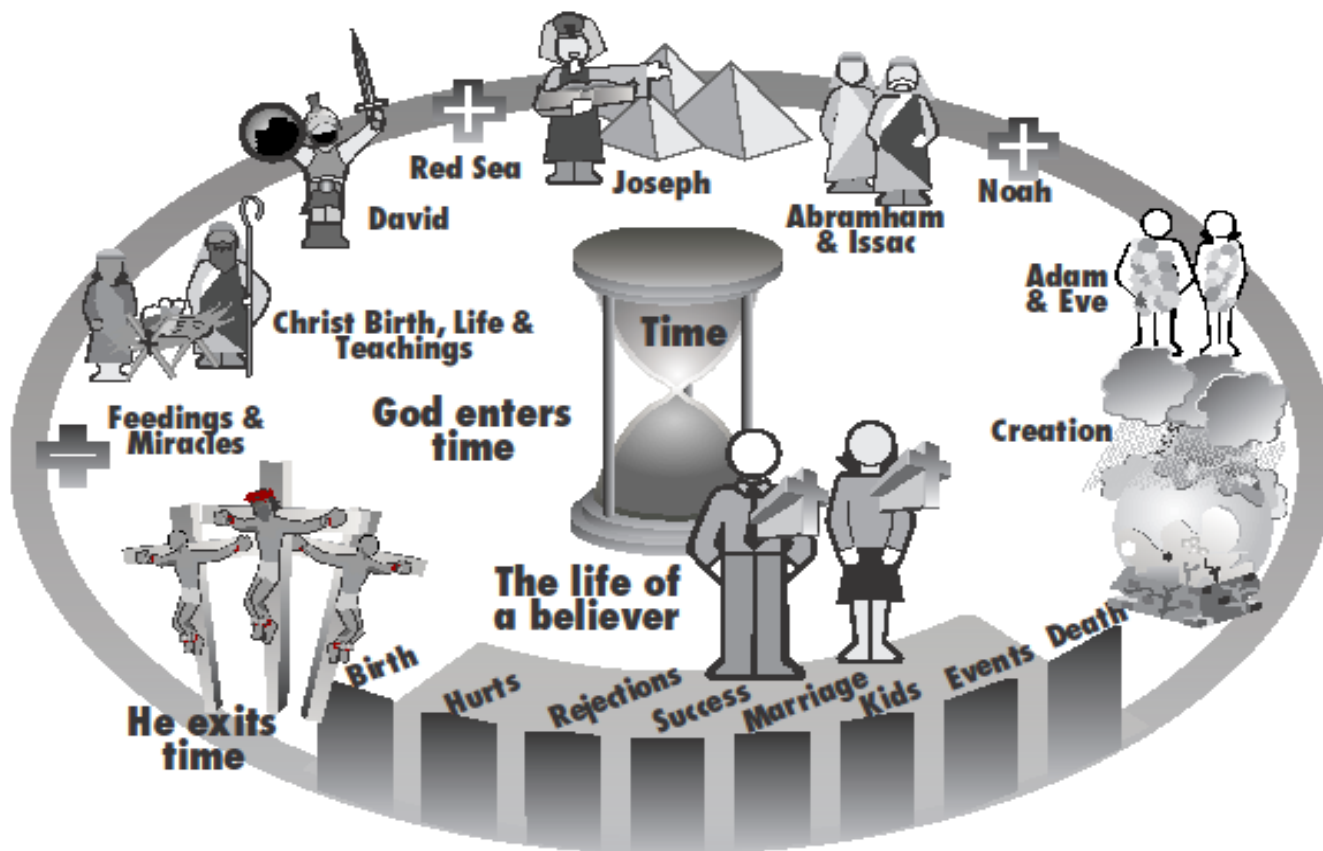 Red Sea
Joseph
Noah
David
Abramham
& Issac
Adam
& Eve
Christ Birth, Life &
Teachings
Time
Feedings &
Miracles
God enters
time
Creation
The life of
a believer
He exits
time
Birth
Hurts
Rejections
Success
Marriage
Kids
Events
Death